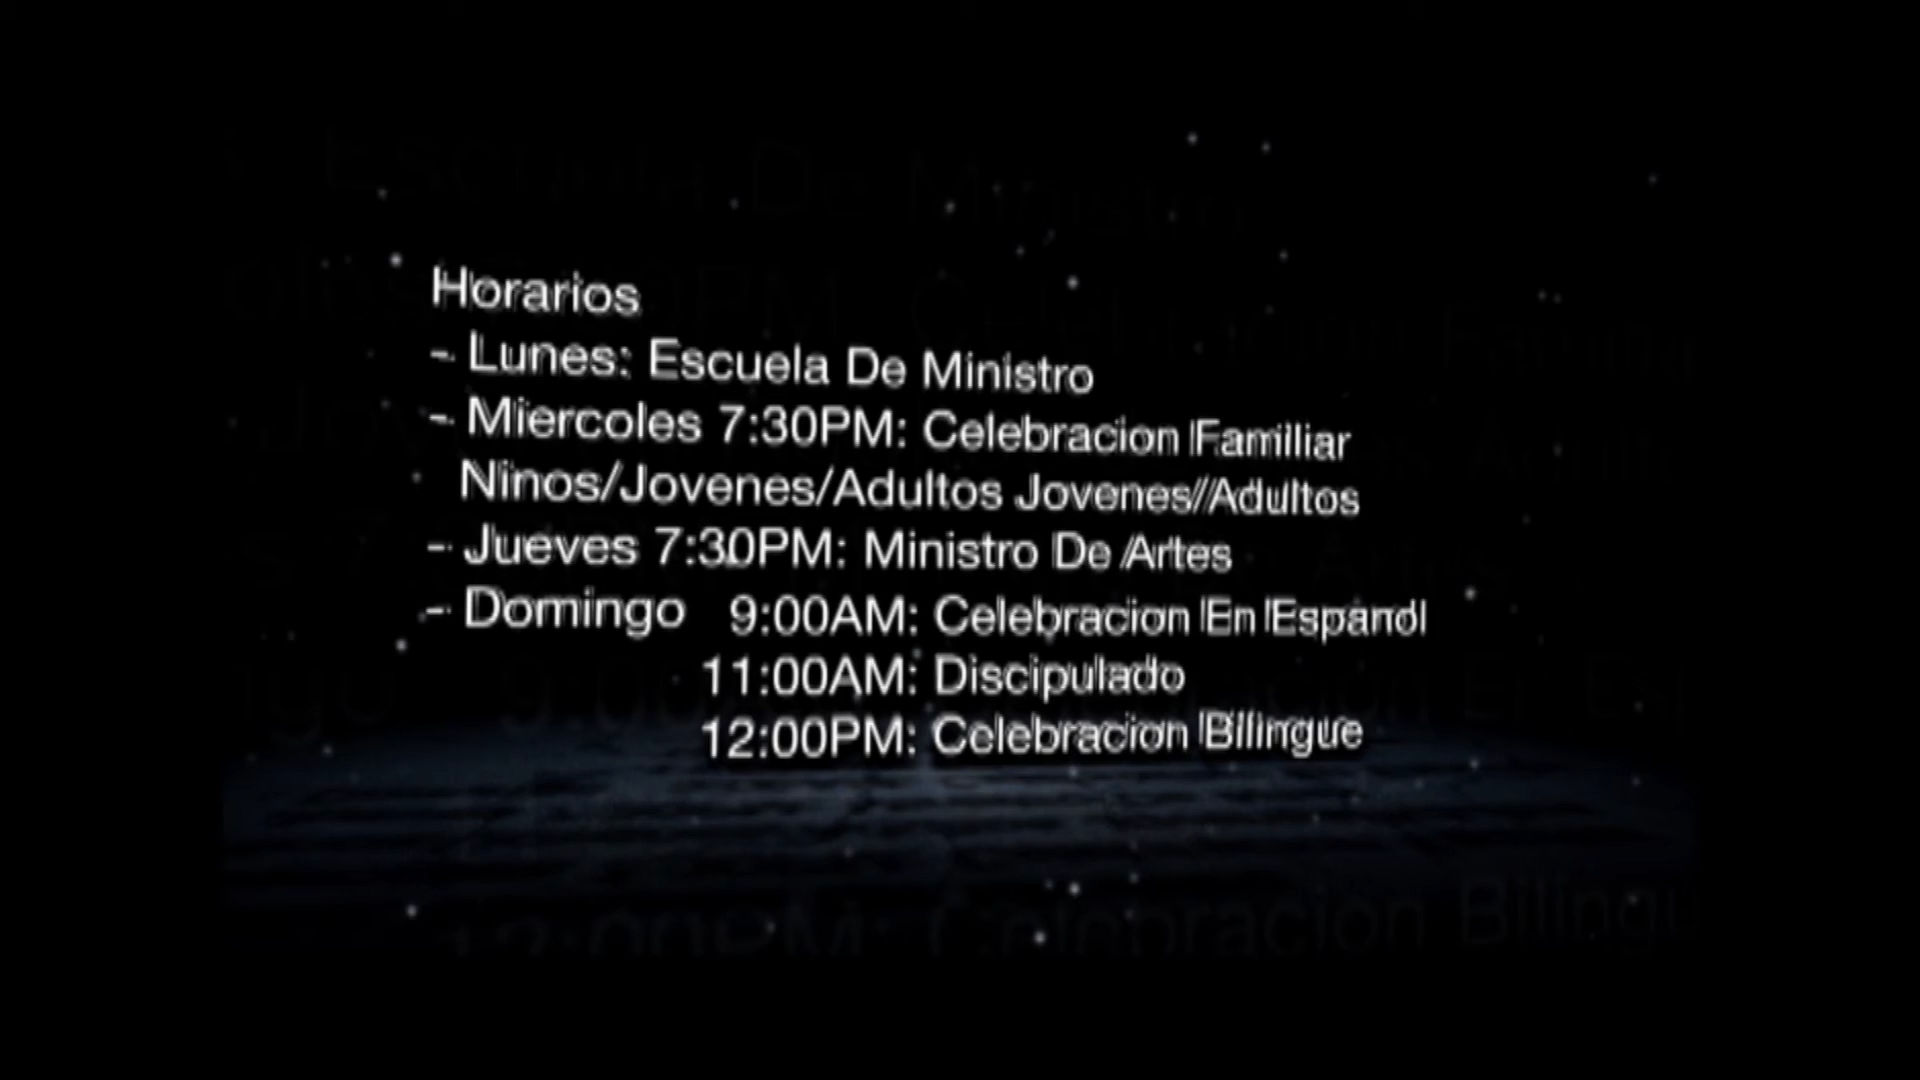 Horarios
- Lunes: Escuela De Ministro
- Miercoles 7:30PM: Celebracion Familiar
Ninos/Jovenes/Adultos Jovenes/Adultos
- Jueves 7:30PM: Ministro De Artes
- Domingo 9:00AM: Celebracion En Espanol
11:00AM: Discipulado
12:00PM: Celebracion Bilingue